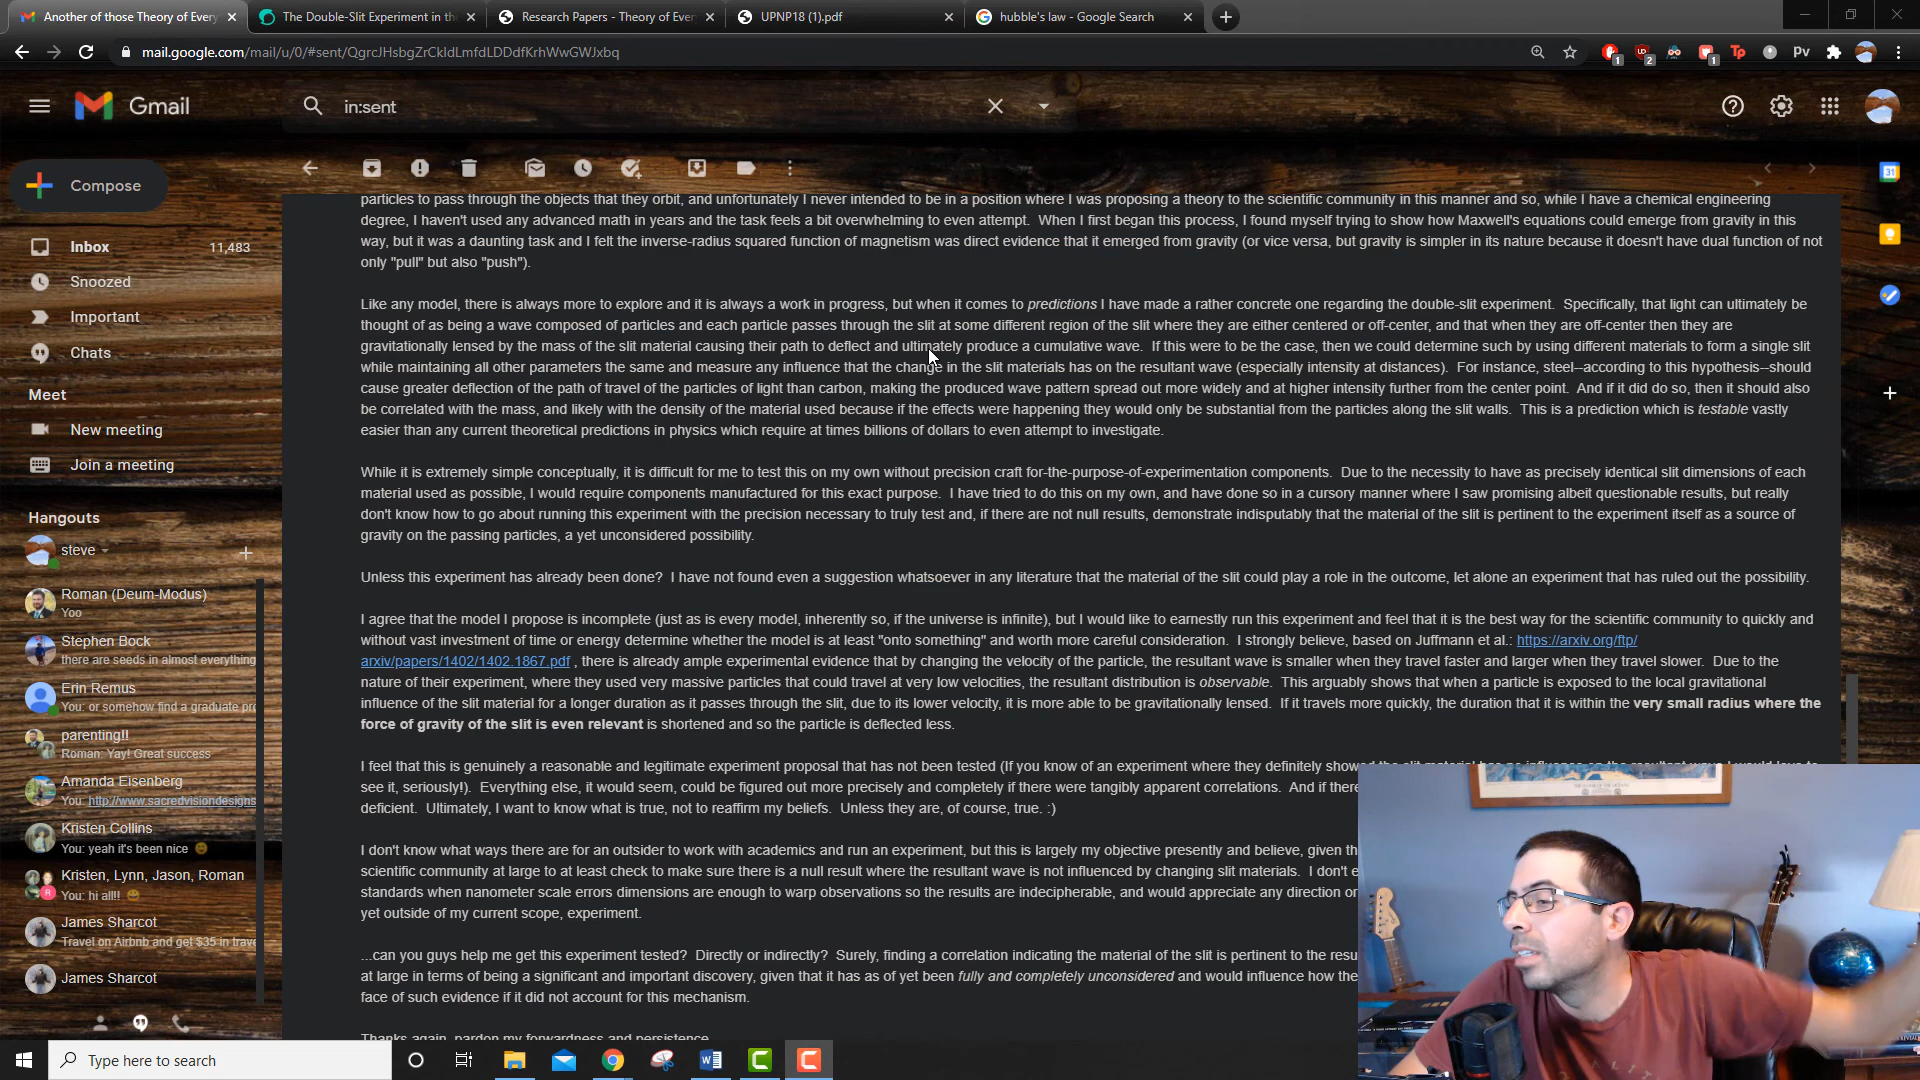 Another of those Theory of Every
The Double-Slit Experiment in th
Research Papers - Theory of Ever
UPNP18 (1).pdf
hubble's law - Google Search
mail.google.com/mail/u/0/#sent/QgrcJHsbgZrCkldLmfdLDDdfKrhWwGWJxbq
1
2
1
Tp
Pv
Gmail
in:sent
Compose
31
Inbox 11,483
Snoozed
Important
Chats
Meet
New meeting
Join a meeting
Hangouts
steve
Roman (Deum-Modus)
Yoo
Stephen Bock
there are seeds in almost everything
Erin Remus
You: or somehow find a graduate pro
parenting!!
Roman: Yay! Great success
Amanda Eisenberg
You: http://www.sacredvisiondesigns
Kristen Collins
You: yeah it's been nice
Kristen, Lynn, Jason, Roman
R
You: hi all!!
James Sharcot
Travel on Airbnb and get $35 in trave
James Sharcot
particles to pass through the objects that they orbit, and unfortunately I never intended to be in a position where I was proposing a theory to the scientific community in this manner and so, while I have a chemical engineering
degree, I haven't used any advanced math in years and the task feels a bit overwhelming to even attempt. When I first began this process, I found myself trying to show how Maxwell's equations could emerge from gravity in this
way, but it was a daunting task and I felt the inverse-radius squared function of magnetism was direct evidence that it emerged from gravity (or vice versa, but gravity is simpler in its nature because it doesn't have dual function of not
only "pull" but also "push").
Like any model, there is always more to explore and it is always a work in progress, but when it comes to predictions I have made a rather concrete one regarding the double-slit experiment. Specifically, that light can ultimately be
thought of as being a wave composed of particles and each particle passes through the slit at some different region of the slit where they are either centered or off-center, and that when they are off-center then they are
gravitationally lensed by the mass of the slit material causing their path to deflect and ultimately produce a cumulative wave. If this were to be the case, then we could determine such by using different materials to form a single slit
while maintaining all other parameters the same and measure any influence that the change in the slit materials has on the resultant wave (especially intensity at distances). For instance, steel--according to this hypothesis--should
cause greater deflection of the path of travel of the particles of light than carbon, making the produced wave pattern spread out more widely and at higher intensity further from the center point. And if it did do so, then it should also
be correlated with the mass, and likely with the density of the material used because if the effects were happening they would only be substantial from the particles along the slit walls. This is a prediction which is testable vastly
easier than any current theoretical predictions in physics which require at times billions of dollars to even attempt to investigate.
While it is extremely simple conceptually, it is difficult for me to test this on my own without precision craft for-the-purpose-of-experimentation components. Due to the necessity to have as precisely identical slit dimensions of each
material used as possible, I would require components manufactured for this exact purpose. I have tried to do this on my own, and have done so in a cursory manner where I saw promising albeit questionable results, but really
don't know how to go about running this experiment with the precision necessary to truly test and, if there are not null results, demonstrate indisputably that the material of the slit is pertinent to the experiment itself as a source of
gravity on the passing particles, a yet unconsidered possibility.
Unless this experiment has already been done? I have not found even a suggestion whatsoever in any literature that the material of the slit could play a role in the outcome, let alone an experiment that has ruled out the possibility.
I agree that the model I propose is incomplete (just as is every model, inherently so, if the universe is infinite), but I would like to earnestly run this experiment and feel that it is the best way for the scientific community to quickly and
without vast investment of time or energy determine whether the model is at least "onto something" and worth more careful consideration. I strongly believe, based on Juffmann et al.: https://arxiv.org/ftp/
arxiv/papers/1402/1402.1867.pdf , there is already ample experimental evidence that by changing the velocity of the particle, the resultant wave is smaller when they travel faster and larger when they travel slower. Due to the
nature of their experiment, where they used very massive particles that could travel at very low velocities, the resultant distribution is observable. This arguably shows that when a particle is exposed to the local gravitational
influence of the slit material for a longer duration as it passes through the slit, due to its lower velocity, it is more able to be gravitationally lensed. If it travels more quickly, the duration that it is within the very small radius where the
force of gravity of the slit is even relevant is shortened and so the particle is deflected less.
I feel that this is genuinely a reasonable and legitimate experiment proposal that has not been tested (If you know of an experiment where they definitely showed the slit material has no influence on the resultant wave I would love to
see it, seriously!). Everything else, it would seem, could be figured out more precisely and completely if there were tangibly apparent correlations. And if there
deficient. Ultimately, I want to know what is true, not to reaffirm my beliefs. Unless they are, of course, true. :)
I don't know what ways there are for an outsider to work with academics and run an experiment, but this is largely my objective presently and believe, given th
scientific community at large to at least check to make sure there is a null result where the resultant wave is not influenced by changing slit materials. I don't e
standards when nanometer scale errors dimensions are enough to warp observations so the results are indecipherable, and would appreciate any direction or
yet outside of my current scope, experiment.
...can you guys help me get this experiment tested? Directly or indirectly? Surely, finding a correlation indicating the material of the slit is pertinent to the resu
at large in terms of being a significant and important discovery, given that it has as of yet been fully and completely unconsidered and would influence how the
face of such evidence if it did not account for this mechanism.
Thanks again, pardon my forwardness and persistence
Type here to search